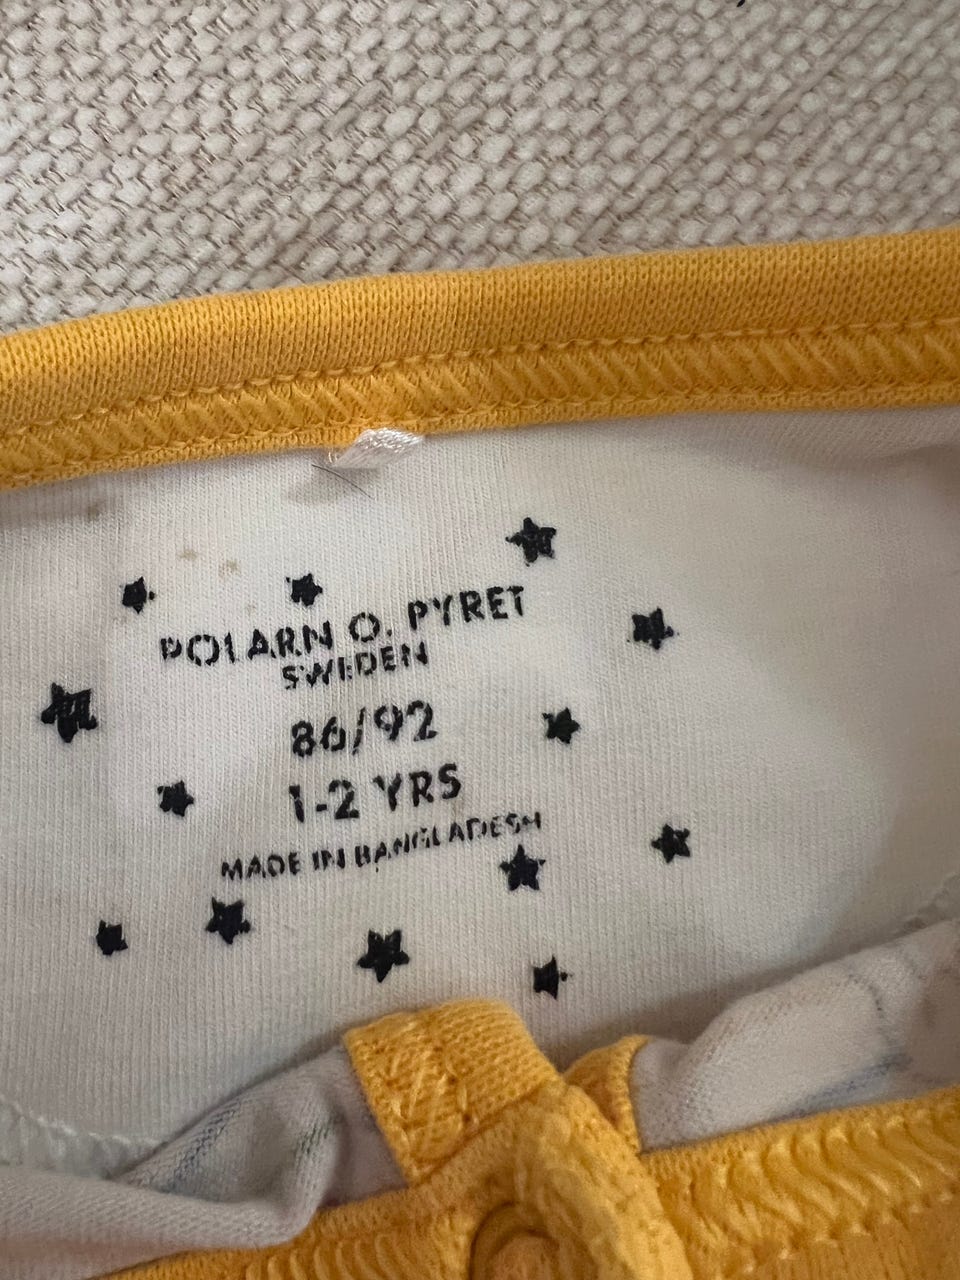 POLARN O. PYRET
SWEDEN
86/92
1-2 YRS
MADE IN BANGLADESH